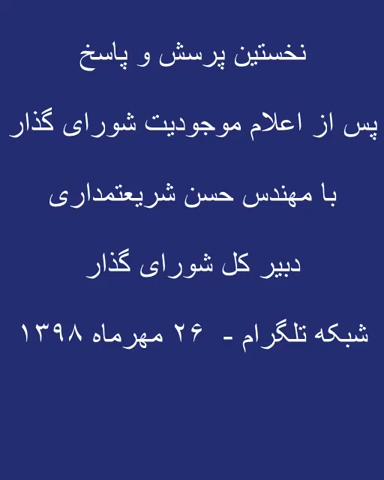 نخستین پرسش و پاسخ
پس از اعلام موجودیت شورای گذار
با مهندس حسن شریعتمداری
دبیر کل شورای گذار
شبکه تلگرام - ۲۶ مهرماه ۱۳۹۸